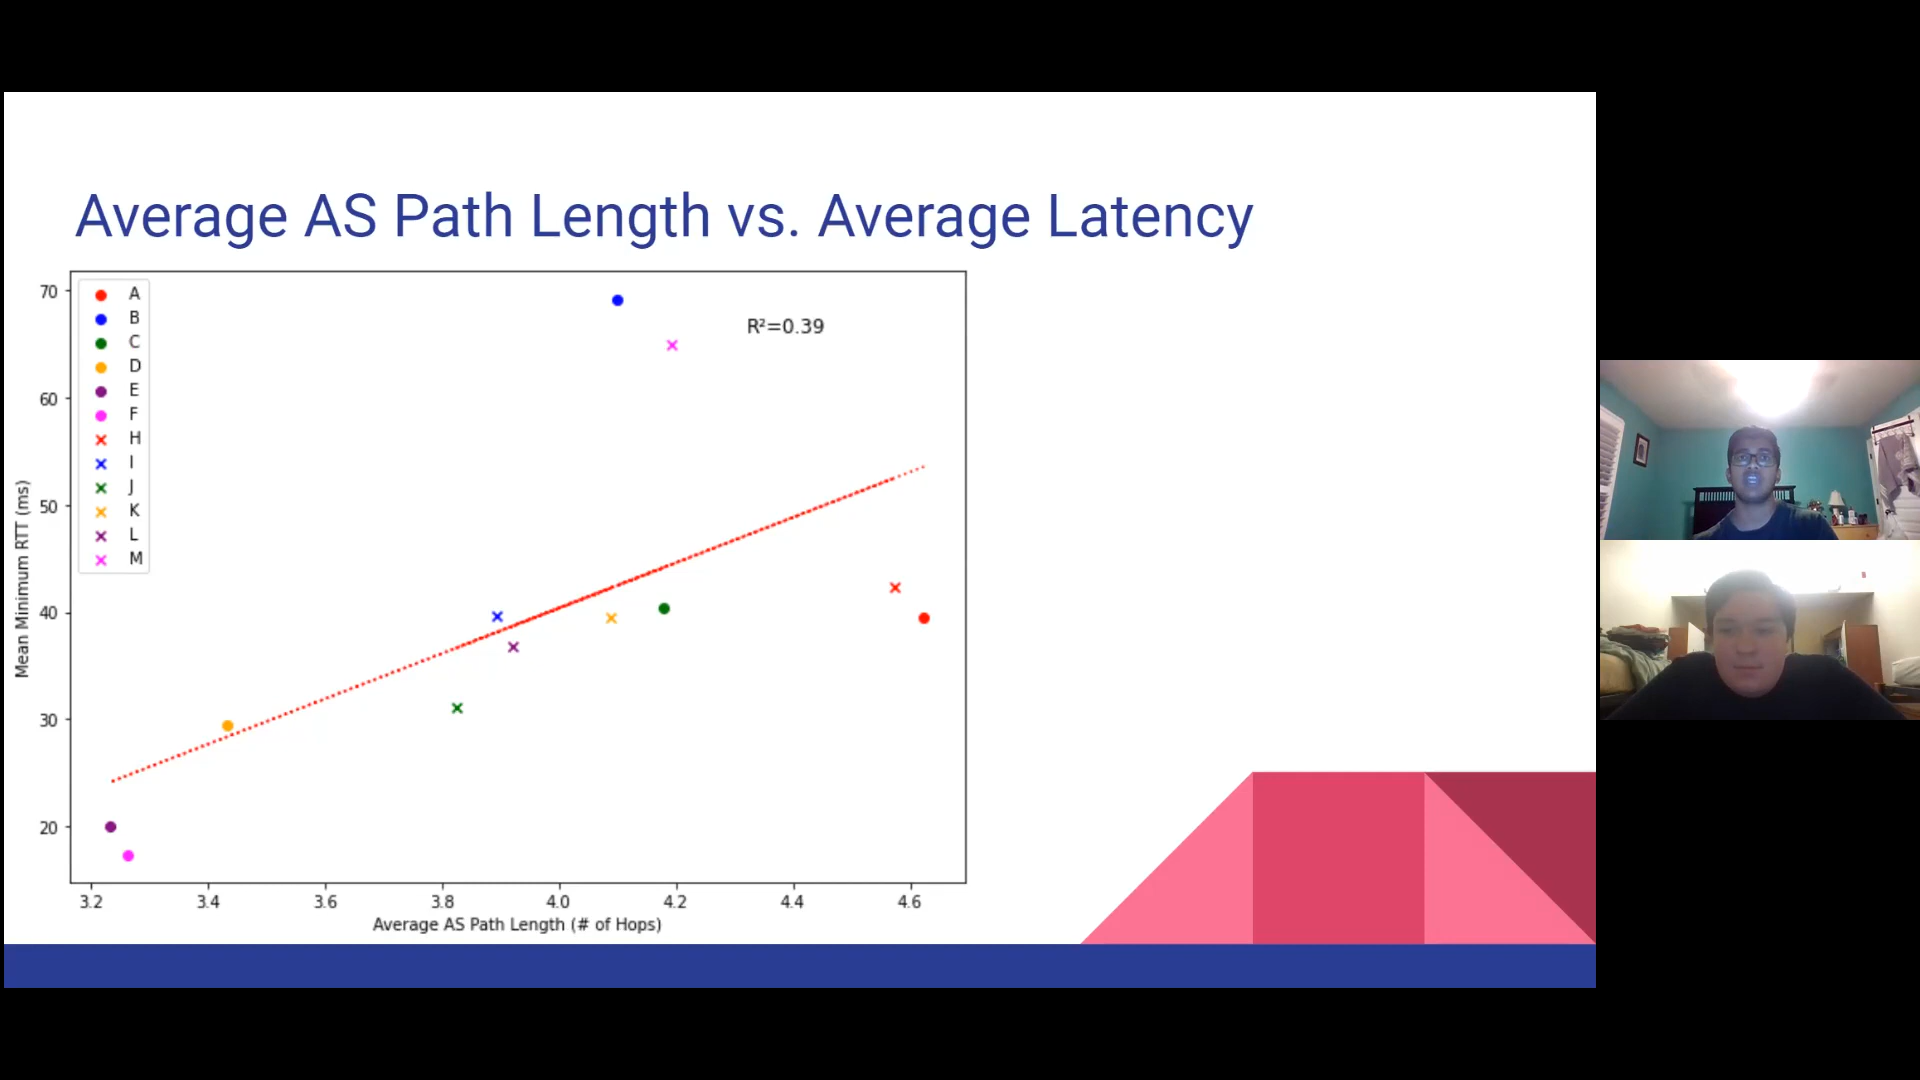 Average AS Path Length vs. Average Latency
70
60
50
40
30
20
Mean Minimum RTT (ms)
A
B
C
D
E
F
H
I
J
K
L
M
R²=0.39
3.2 3.4 3.6 3.8 4.0 4.2 4.4 4.6
Average AS Path Length (# of Hops)